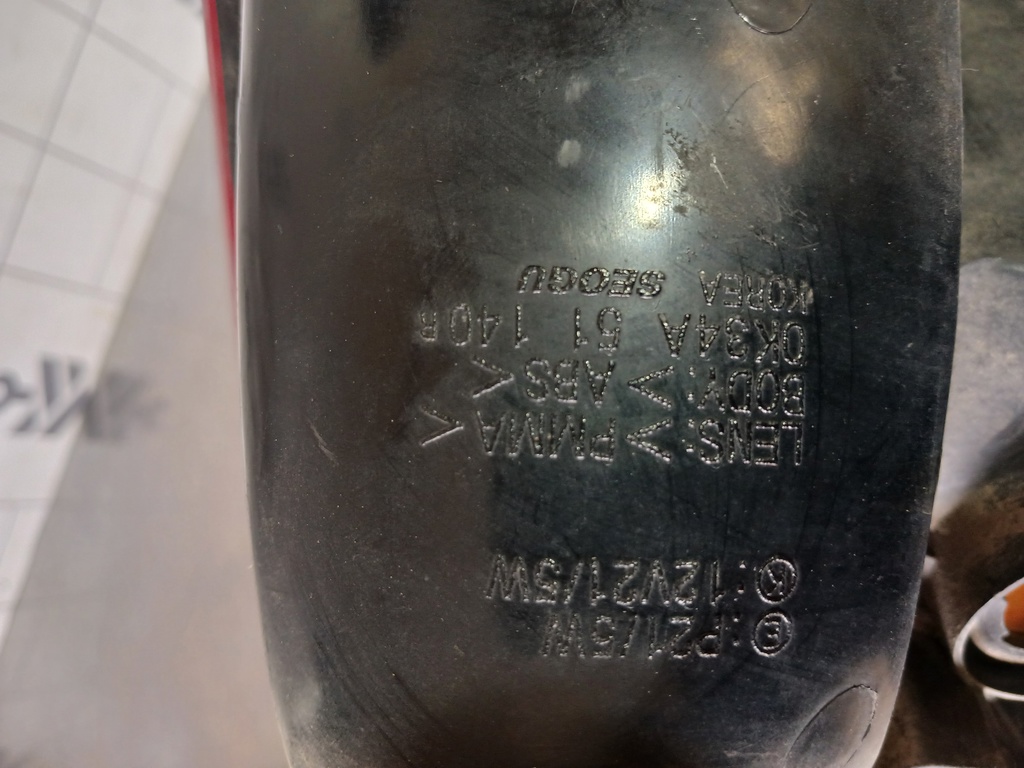 Ⓔ:P21/5W
Ⓚ:12V21/5W
LENS:>PMMA<
BODY:>ABS<
0K34A 51 140B
KOREA SEOGU